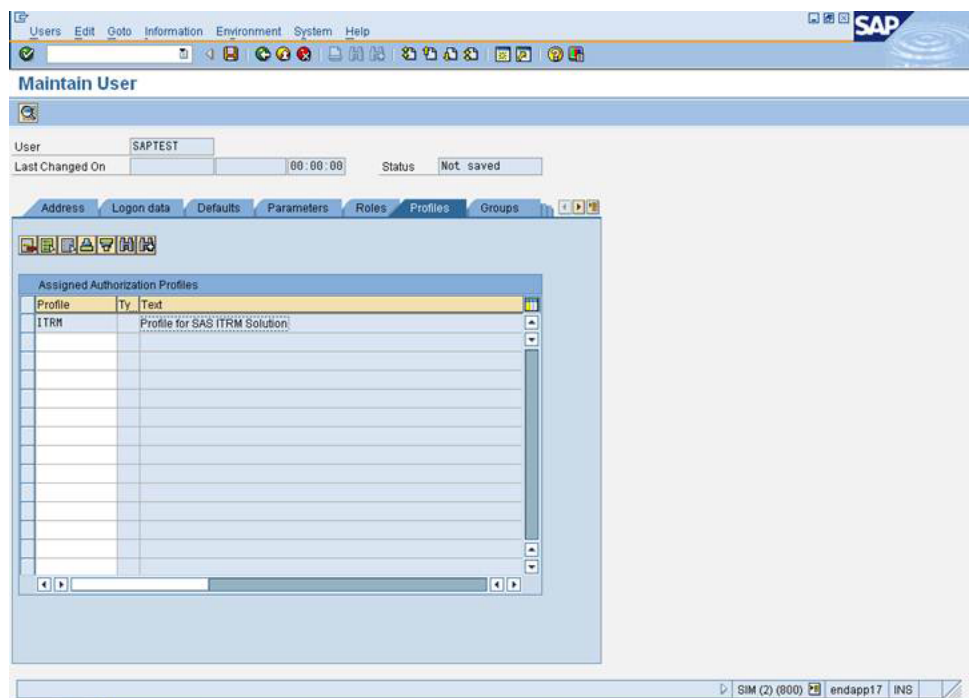 Users Edit Goto Information Environment System Help
SAP
Maintain User
User SAPTEST
Last Changed On 00:00:00 Status Not saved
Address Logon data Defaults Parameters Roles Profiles Groups
Assigned Authorization Profiles
Profile Ty.. Text
ITRM Profile for SAS ITRM Solution
SIM (2) (800) endapp17 INS